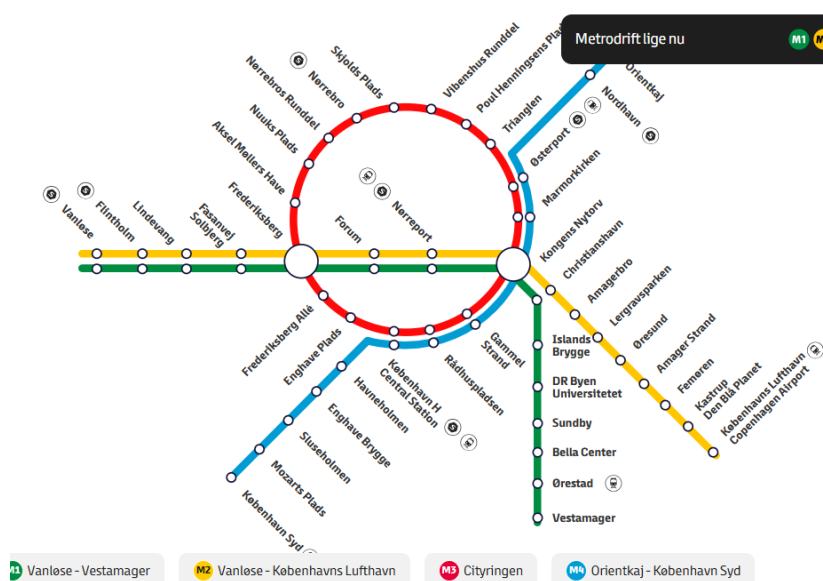 Metrodrift lige nu
M1
Skjolds Plads
Vibenshus Runddel
Nørrebro
Poul Henningsens
Nørrebros Runddel
Trianglen
Orientkaj
Nuuks Plads
Nordhavn
Aksel Møllers Have
Østerport
Marmorkirken
Frederiksberg
Kongens Nytorv
Vanløse
Flintholm
Lindevang
Fasanvej
Solbjerg
Forum
Nørreport
Christianshavn
Amagerbro
Lergravsparken
Øresund
Amager Strand
Femøren
Kastrup
Den Blå Planet
Københavns Lufthavn
Copenhagen Airport
Frederiksberg Allé
Enghave Plads
København H
Central Station
Rådhuspladsen
Gammel
Strand
Islands
Brygge
DR Byen
Universitetet
Sundby
Bella Center
Ørestad
Vestamager
Havneholmen
Enghave Brygge
Sluseholmen
Mozarts Plads
København Syd
M1 Vanløse - Vestamager
M2 Vanløse - Københavns Lufthavn
M3 Cityringen
M4 Orientkaj - København Syd